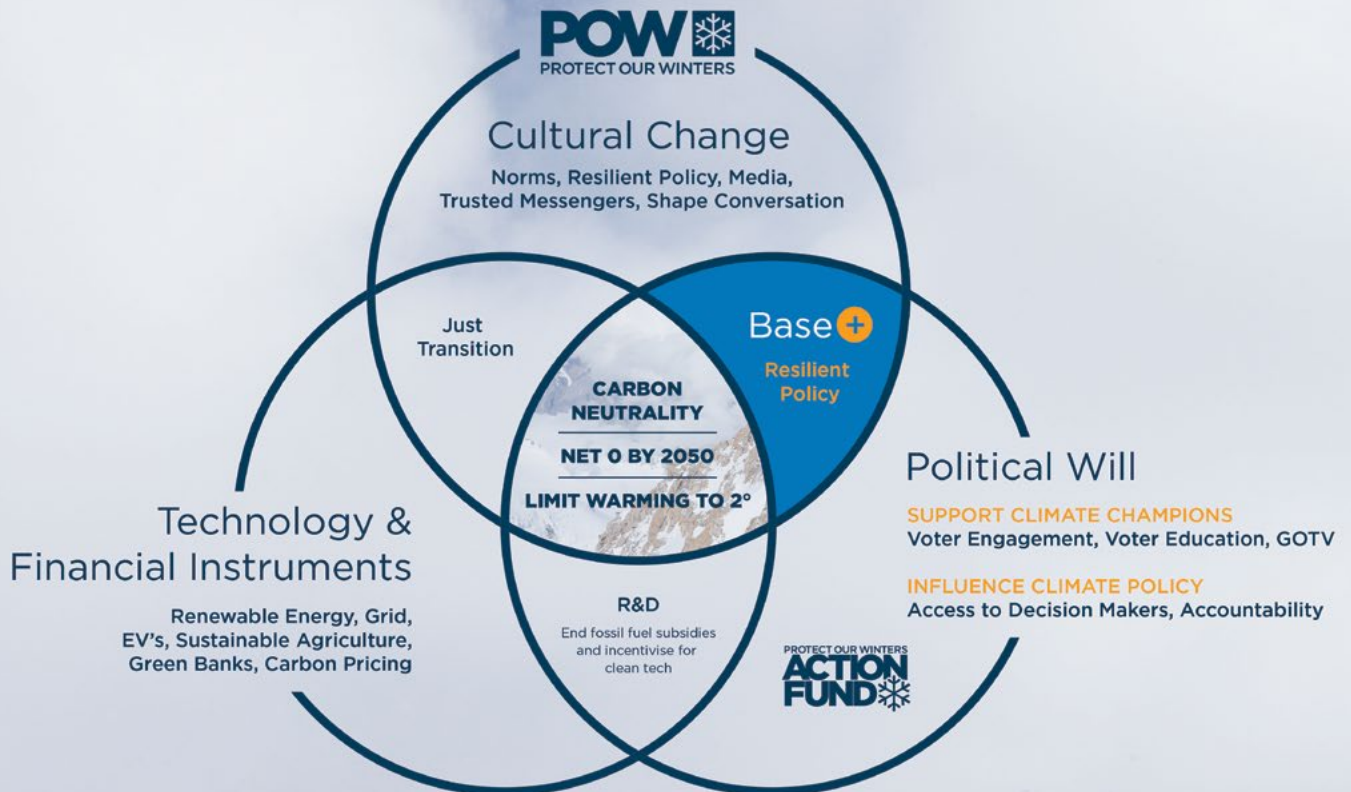 POW
PROTECT OUR WINTERS
Cultural Change
Norms, Resilient Policy, Media,
Trusted Messengers, Shape Conversation
Just
Transition
Base +
Resilient
Policy
CARBON
NEUTRALITY
NET 0 BY 2050
LIMIT WARMING TO 2°
Technology &
Financial Instruments
Renewable Energy, Grid,
EV's, Sustainable Agriculture,
Green Banks, Carbon Pricing
Political Will
SUPPORT CLIMATE CHAMPIONS
Voter Engagement, Voter Education, GOTV
INFLUENCE CLIMATE POLICY
Access to Decision Makers, Accountability
R&D
End fossil fuel subsidies
and incentivise for
clean tech
PROTECT OUR WINTERS
ACTION
FUND